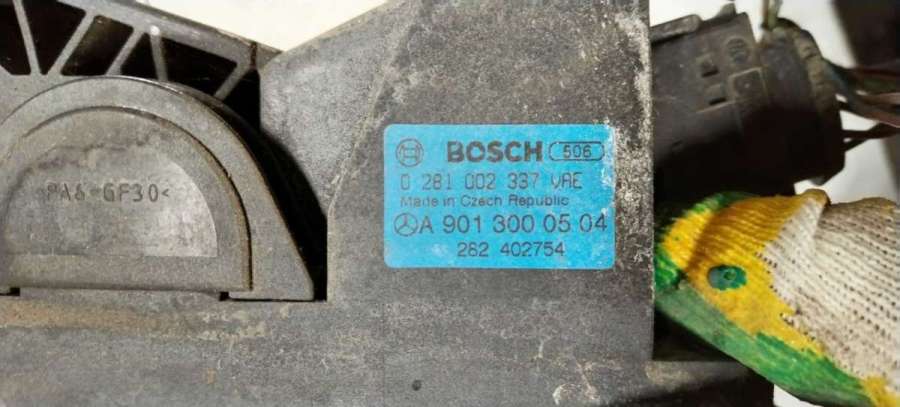 PA6-GF30<
BOSCH 506
0 281 002 337 VAE
Made in Czech Republic
A 901 300 05 04
282 402754